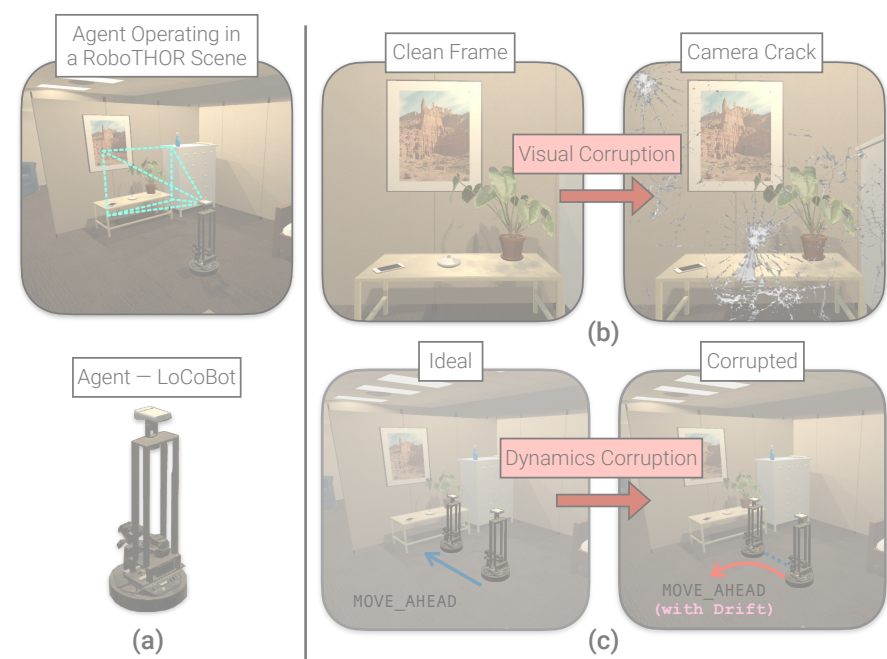 Agent Operating in
a RoboTHOR Scene
Agent — LoCoBot
(a)
Clean Frame
Camera Crack
Visual Corruption
(b)
Ideal
Corrupted
Dynamics Corruption
MOVE_AHEAD
MOVE_AHEAD
(with Drift)
(c)